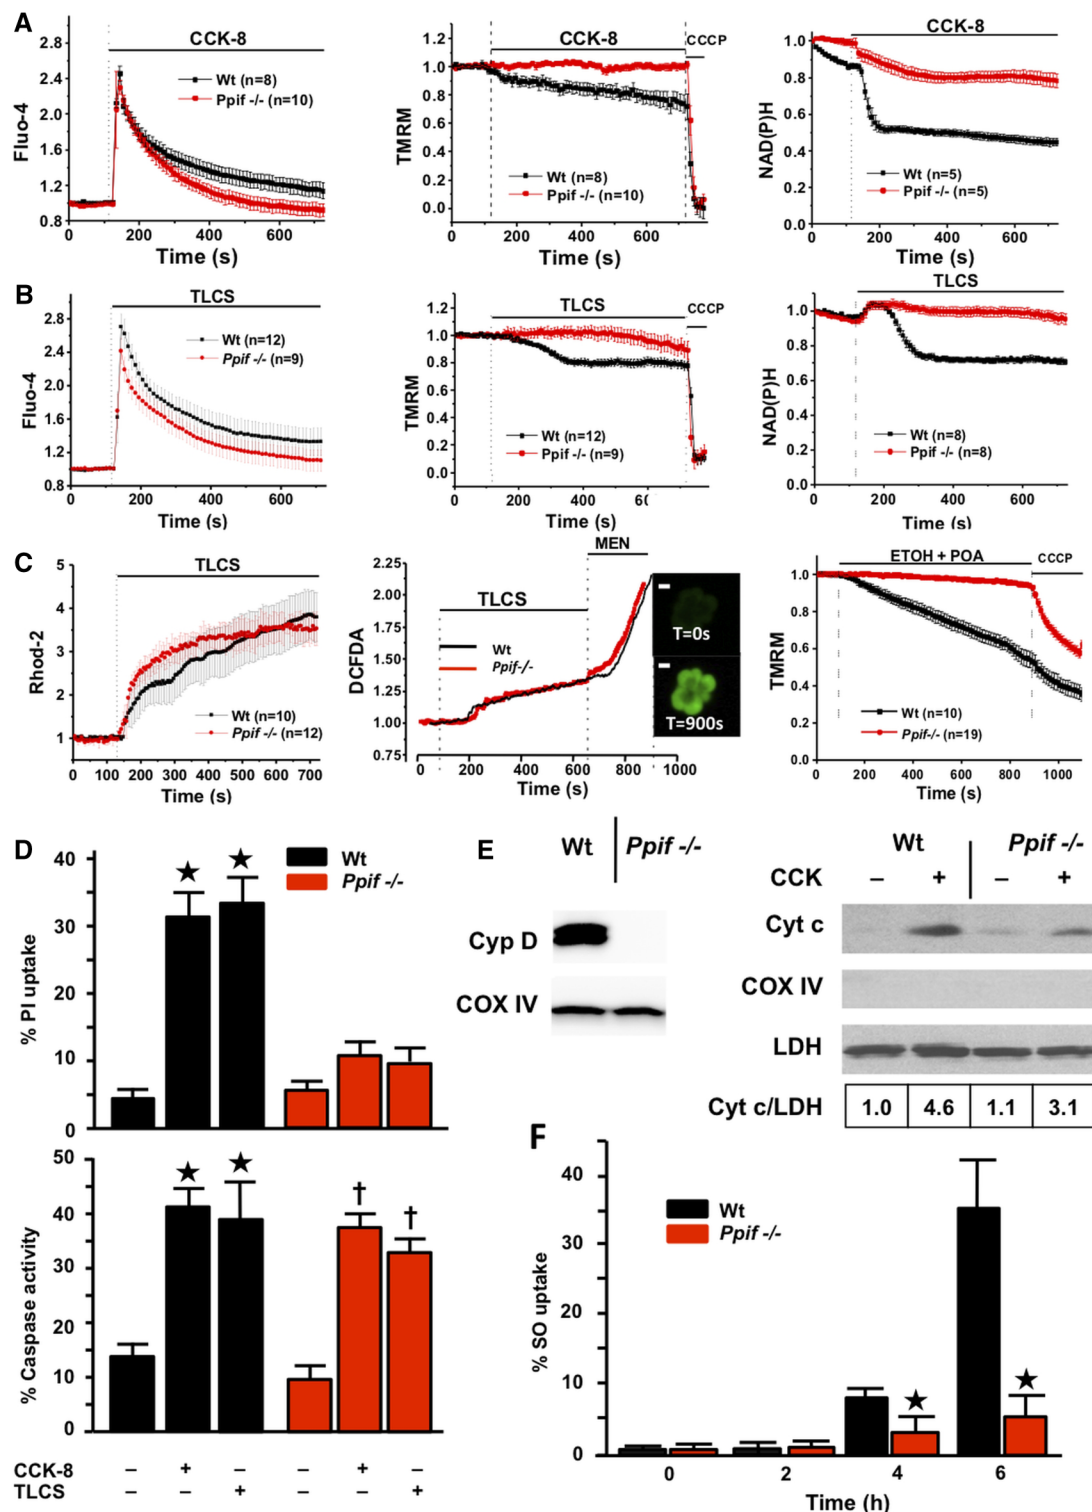 A
CCK-8
Fluo-4
2.8
2.4
2.0
1.6
1.2
0.8
Wt (n=8)
Ppif -/- (n=10)
0 200 400 600
Time (s)
CCK-8
CCCP
TMRM
1.2
1.0
0.8
0.6
0.4
0.2
0.0
Wt (n=8)
Ppif -/- (n=10)
0 200 400 600
Time (s)
CCK-8
NAD(P)H
1.0
0.8
0.6
0.4
0.2
0.0
Wt (n=5)
Ppif -/- (n=5)
0 200 400 600
Time (s)
B
TLCS
Fluo-4
2.8
2.4
2.0
1.6
1.2
0.8
Wt (n=12)
Ppif -/- (n=9)
0 200 400 600
Time (s)
TLCS
CCCP
TMRM
1.2
1.0
0.8
0.6
0.4
0.2
0.0
Wt (n=12)
Ppif -/- (n=9)
0 200 400 6(
Time (s)
TLCS
NAD(P)H
1.0
0.8
0.6
0.4
0.2
0.0
Wt (n=8)
Ppif -/- (n=8)
0 200 400 600
Time (s)
C
TLCS
Rhod-2
5
4
3
2
1
Wt (n=10)
Ppif -/- (n=12)
0 100 200 300 400 500 600 700
Time (s)
MEN
TLCS
DCFDA
2.25
2.00
1.75
1.50
1.25
1.00
0.75
Wt
Ppif-/-
T=0s
T=900s
0 200 400 600 800 1000
Time (s)
ETOH + POA
CCCP
TMRM
1.0
0.8
0.6
0.4
0.2
0.0
Wt (n=10)
Ppif-/- (n=19)
0 200 400 600 800 1000
Time (s)
D
% PI uptake
40
30
20
10
0
★ ★
Wt
Ppif -/-
% Caspase activity
50
40
30
20
10
0
★ ★ † †
CCK-8 – + – – + –
TLCS – – + – – +
E
Wt Ppif -/-
Cyp D
COX IV
Wt Ppif -/-
CCK – + – +
Cyt c
COX IV
LDH
Cyt c/LDH 1.0 4.6 1.1 3.1
F
% SO uptake
40
30
20
10
0
Wt
Ppif -/-
★ ★
0 2 4 6
Time (h)